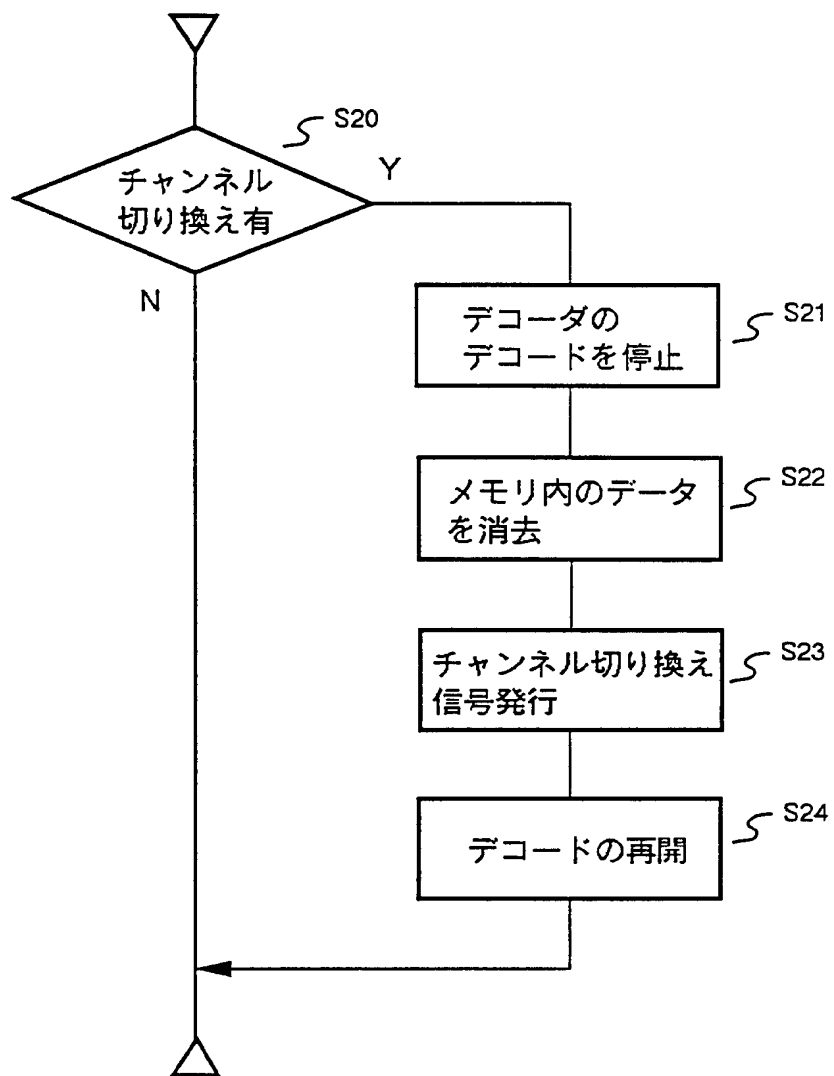 S20
チャンネル
切り換え有
Y
N
デコーダの
デコードを停止
S21
メモリ内のデータ
を消去
S22
チャンネル切り換え
信号発行
S23
デコードの再開
S24